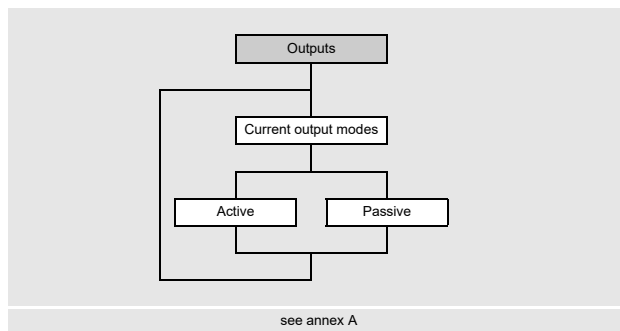 Outputs
Current output modes
Active
Passive
see annex A